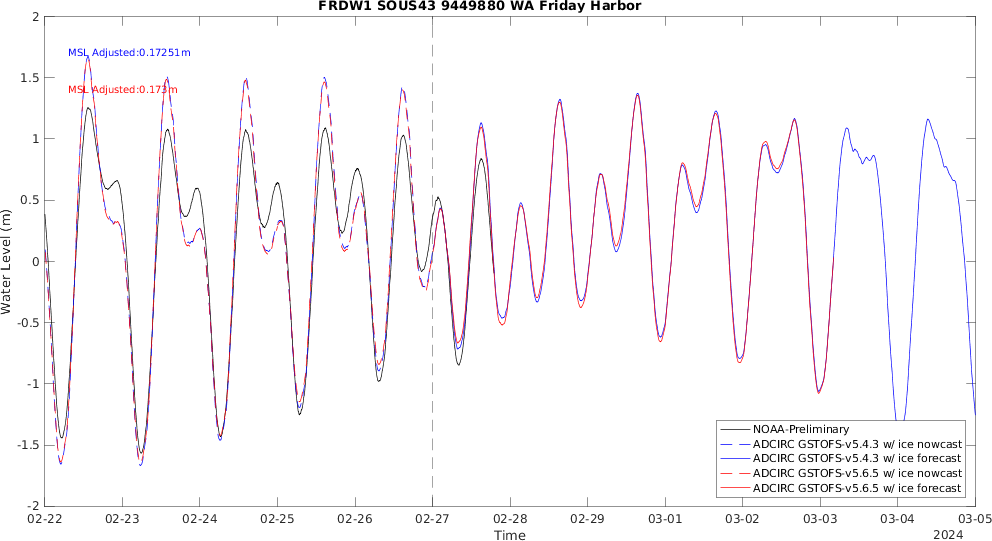 FRDW1 SOUS43 9449880 WA Friday Harbor
2
1.5
1
0.5
0
-0.5
-1
-1.5
-2
Water Level (m)
MSL Adjusted:0.17251m
MSL Adjusted:0.173m
NOAA-Preliminary
ADCIRC GSTOFS-v5.4.3 w/ ice nowcast
ADCIRC GSTOFS-v5.4.3 w/ ice forecast
ADCIRC GSTOFS-v5.6.5 w/ ice nowcast
ADCIRC GSTOFS-v5.6.5 w/ ice forecast
02-22 02-23 02-24 02-25 02-26 02-27 02-28 02-29 03-01 03-02 03-03 03-04 03-05
Time
2024